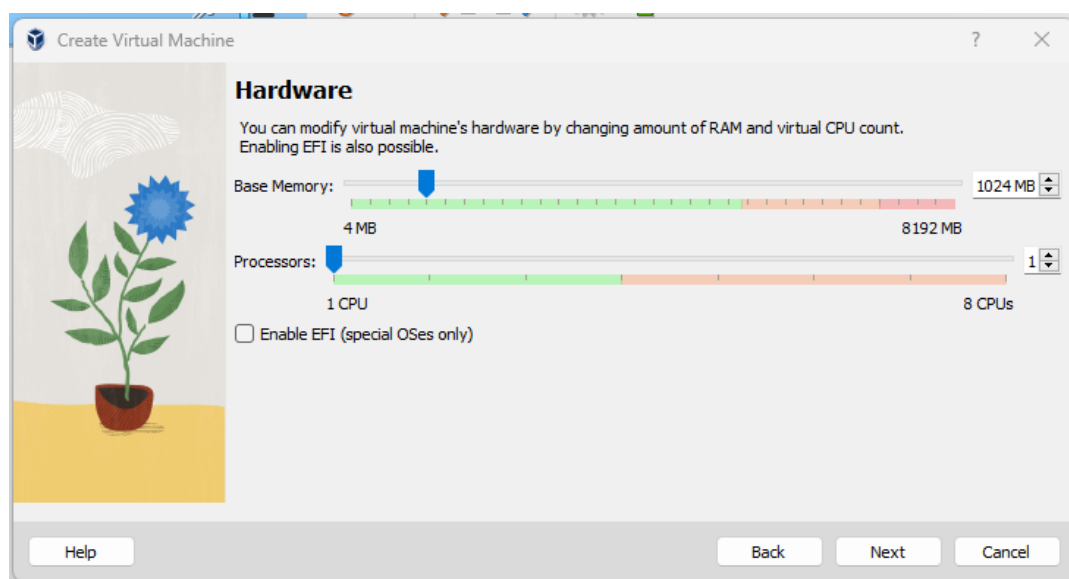 Create Virtual Machine
?
Hardware
You can modify virtual machine's hardware by changing amount of RAM and virtual CPU count.
Enabling EFI is also possible.
Base Memory:
1024 MB
4 MB
8192 MB
Processors:
1
1 CPU
8 CPUs
Enable EFI (special OSes only)
Help
Back
Next
Cancel